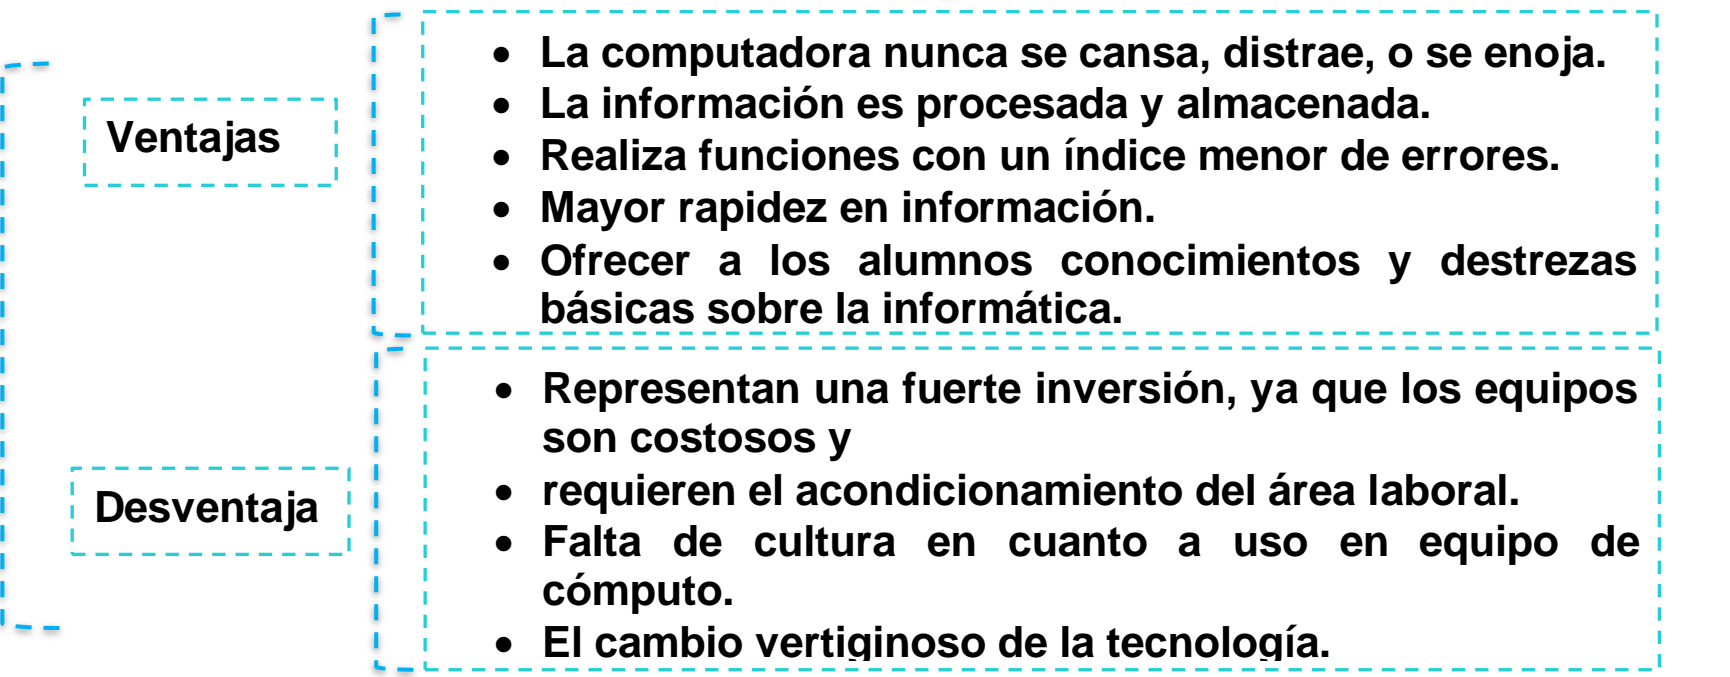 Ventajas
• La computadora nunca se cansa, distrae, o se enoja.
• La información es procesada y almacenada.
• Realiza funciones con un índice menor de errores.
• Mayor rapidez en información.
• Ofrecer a los alumnos conocimientos y destrezas
básicas sobre la informática.
Desventaja
• Representan una fuerte inversión, ya que los equipos
son costosos y
• requieren el acondicionamiento del área laboral.
• Falta de cultura en cuanto a uso en equipo de
cómputo.
• El cambio vertiginoso de la tecnología.